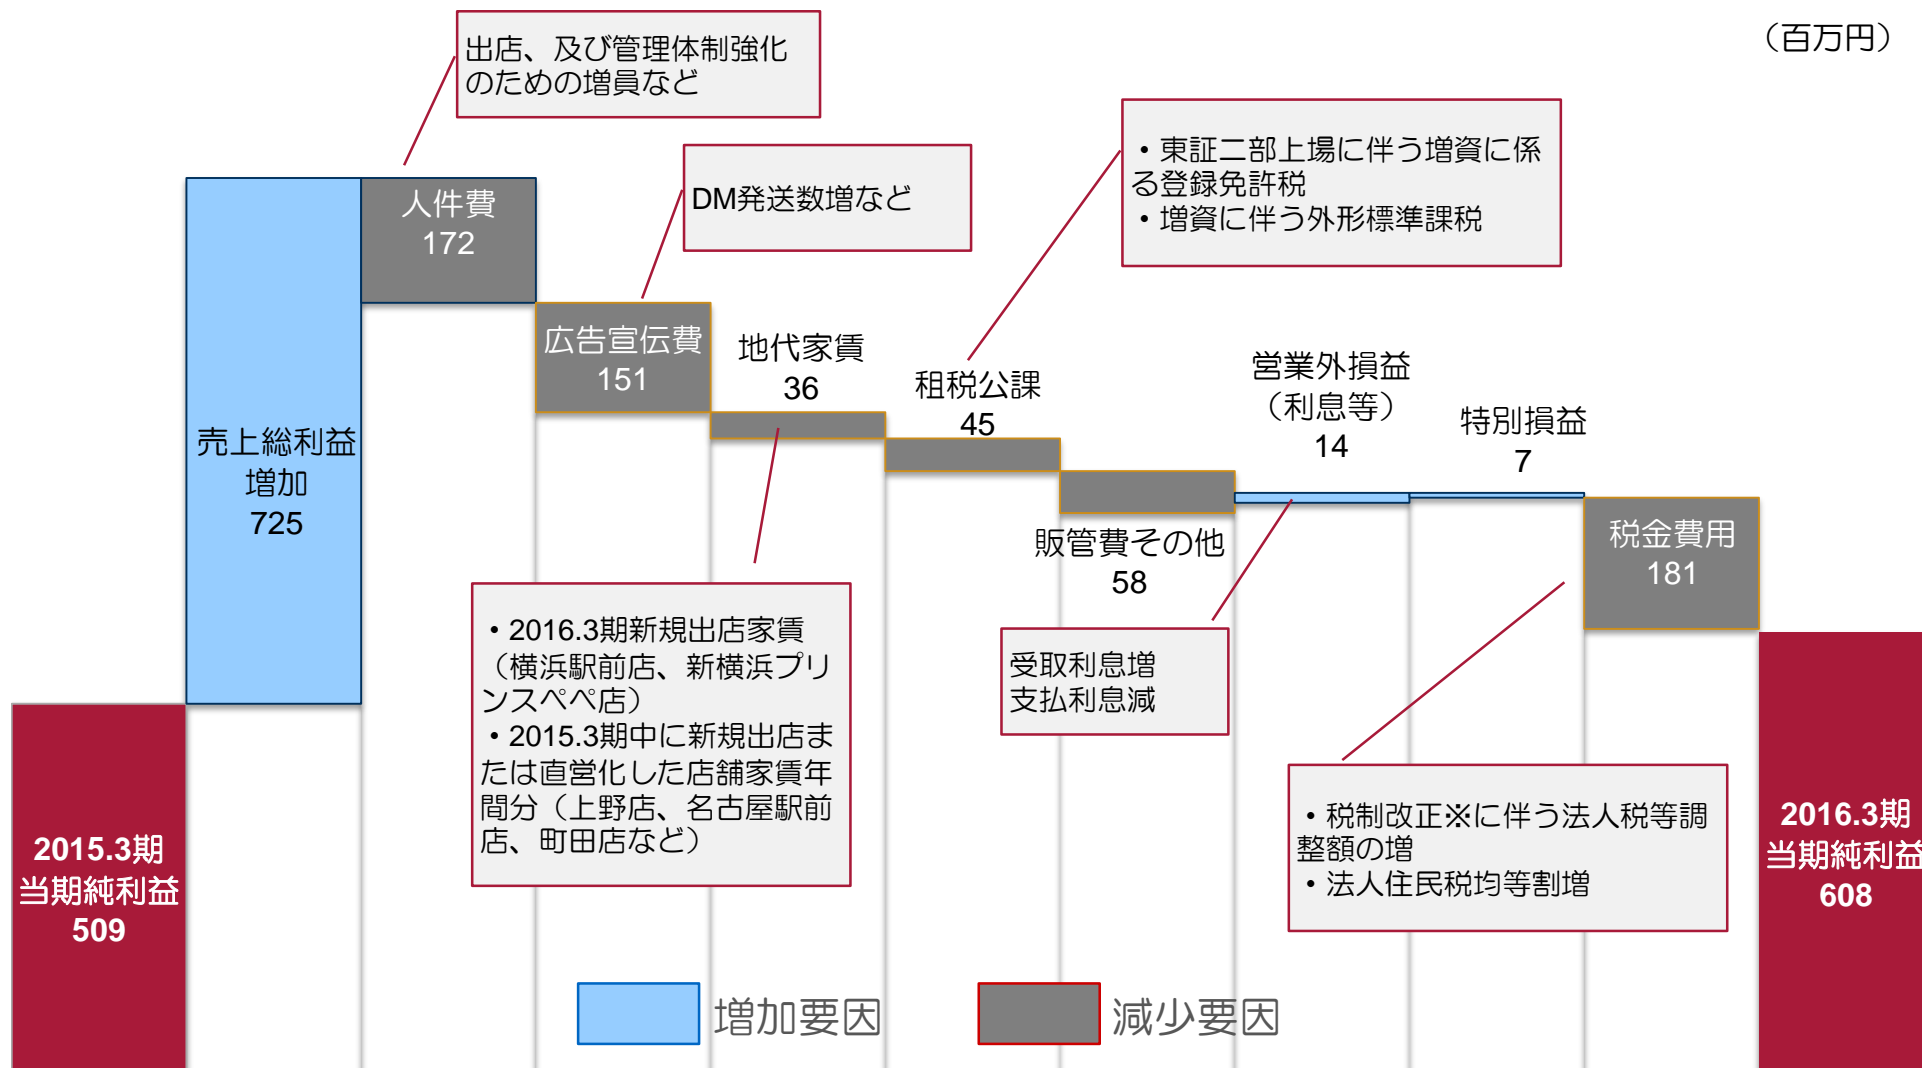 （百万円）
出店、及び管理体制強化
のための増員など
・東証二部上場に伴う増資に係
る登録免許税
・増資に伴う外形標準課税
DM発送数増など
人件費
172
広告宣伝費
151
地代家賃
36
租税公課
45
営業外損益
（利息等）
14
特別損益
7
売上総利益
増加
725
販管費その他
58
税金費用
181
・2016.3期新規出店家賃
（横浜駅前店、新横浜プリ
ンスペペ店）
・2015.3期中に新規出店ま
たは直営化した店舗家賃年
間分（上野店、名古屋駅前
店、町田店など）
受取利息増
支払利息減
・税制改正※に伴う法人税等調
整額の増
・法人住民税均等割増
2015.3期
当期純利益
509
2016.3期
当期純利益
608
増加要因
減少要因